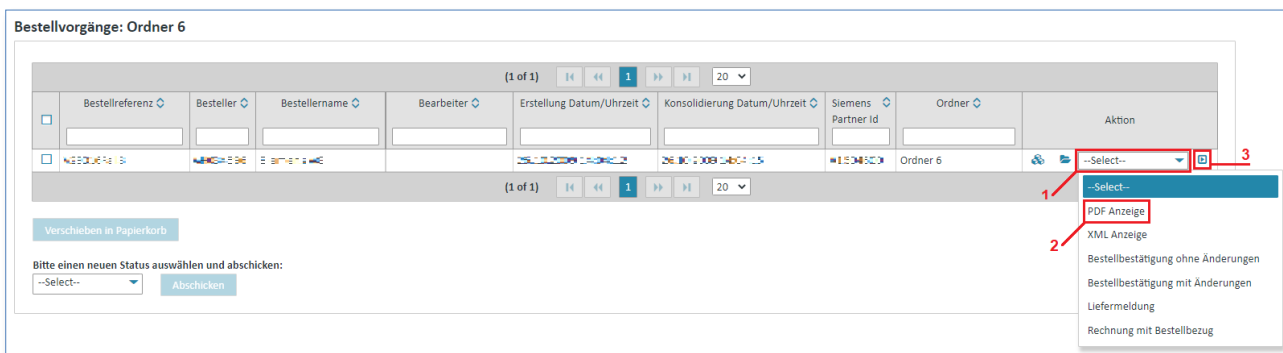 Bestellvorgänge: Ordner 6
(1 of 1) 1 20
Bestellreferenz Besteller Bestellername Bearbeiter Erstellung Datum/Uhrzeit Konsolidierung Datum/Uhrzeit Siemens Partner Id Ordner Aktion
Ordner 6 --Select-- 3
(1 of 1) 1 20
1
--Select--
PDF Anzeige
2
XML Anzeige
Bestellbestätigung ohne Änderungen
Bestellbestätigung mit Änderungen
Liefermeldung
Rechnung mit Bestellbezug
Verschieben in Papierkorb
Bitte einen neuen Status auswählen und abschicken:
--Select-- Abschicken